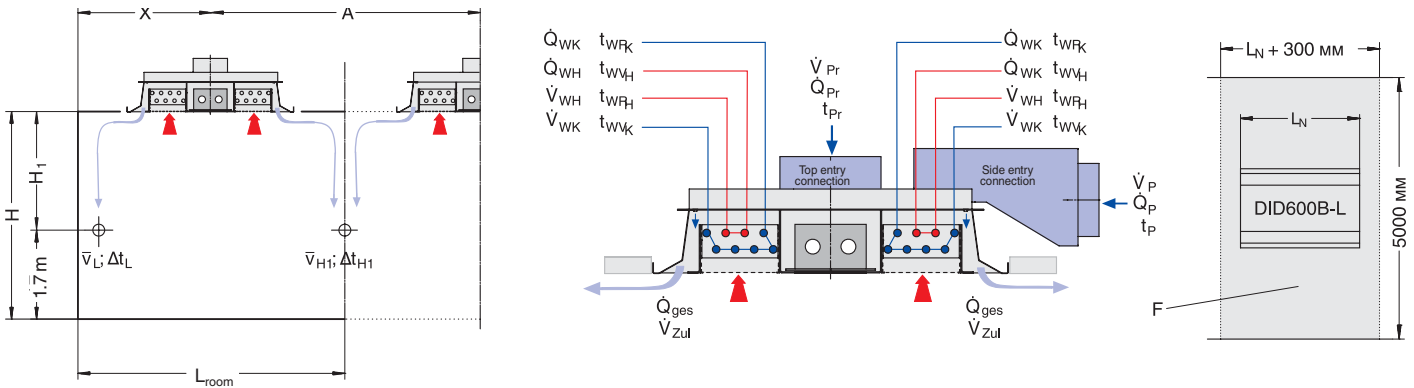 X
A
H₁
H
1.7 m
v̄L; ΔtL
v̄H1; ΔtH1
Lroom
Q̇WK tWRK
Q̇WH tWVH
V̇WH tWRH
V̇WK tWVK
V̇Pr
Q̇Pr
tPr
Q̇WK tWRK
Q̇WK tWVH
V̇WH tWRH
V̇WK tWVK
Top entry
connection
Side entry
connection
V̇P
Q̇P
tP
Q̇ges
V̇Zul
Q̇ges
V̇Zul
LN + 300 мм
LN
DID600B-L
5000 мм
F